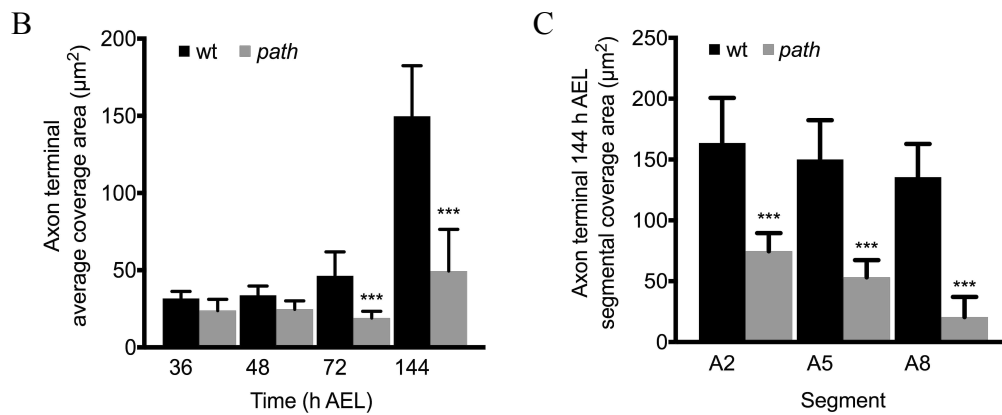 B
200
150
100
50
0
Axon terminal
average coverage area (μm²)
wt path
***
***
36 48 72 144
Time (h AEL)
C
250
200
150
100
50
0
Axon terminal 144 h AEL
segmental coverage area (μm²)
wt path
***
***
***
A2 A5 A8
Segment